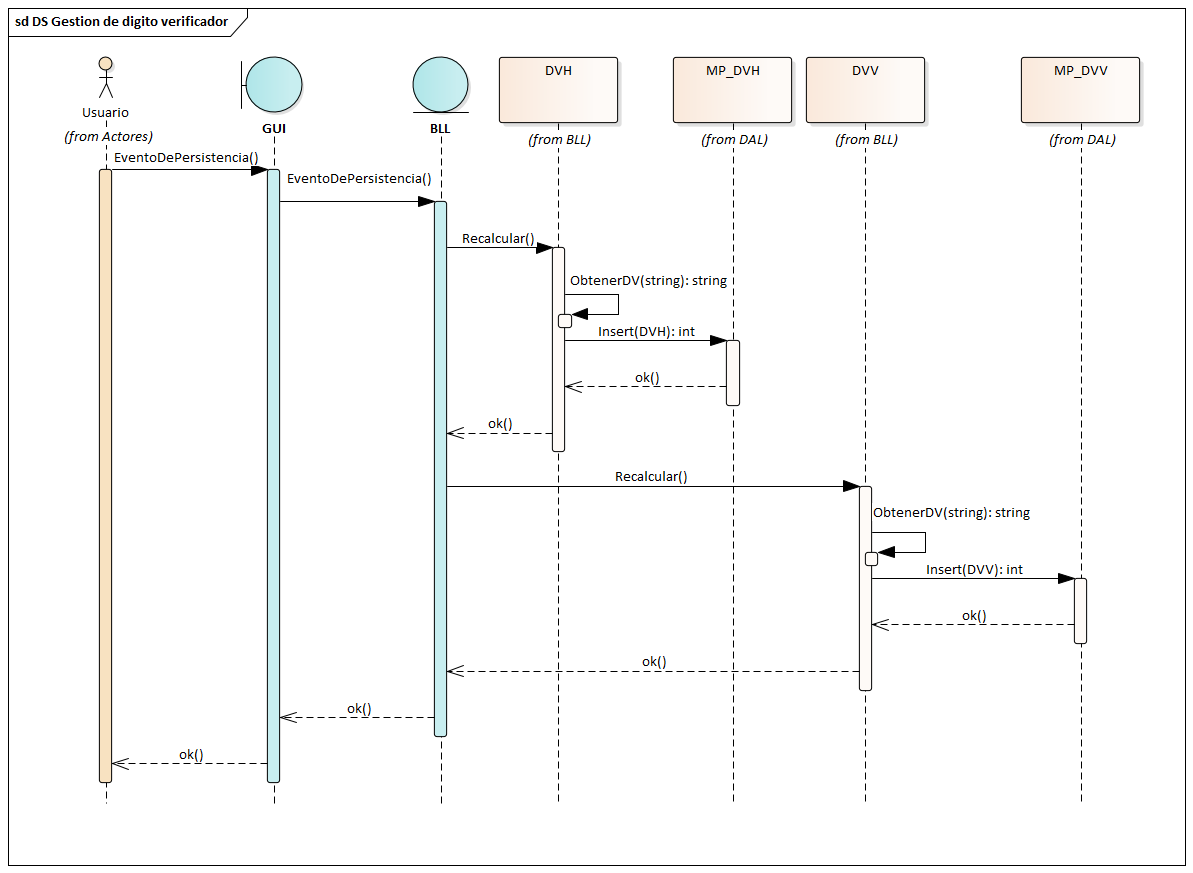 sd DS Gestion de digito verificador
Usuario
(from Actores)
GUI
BLL
DVH
(from BLL)
MP_DVH
(from DAL)
DVV
(from BLL)
MP_DVV
(from DAL)
EventoDePersistencia()
EventoDePersistencia()
Recalcular()
ObtenerDV(string): string
Insert(DVH): int
ok()
ok()
Recalcular()
ObtenerDV(string): string
Insert(DVV): int
ok()
ok()
ok()
ok()